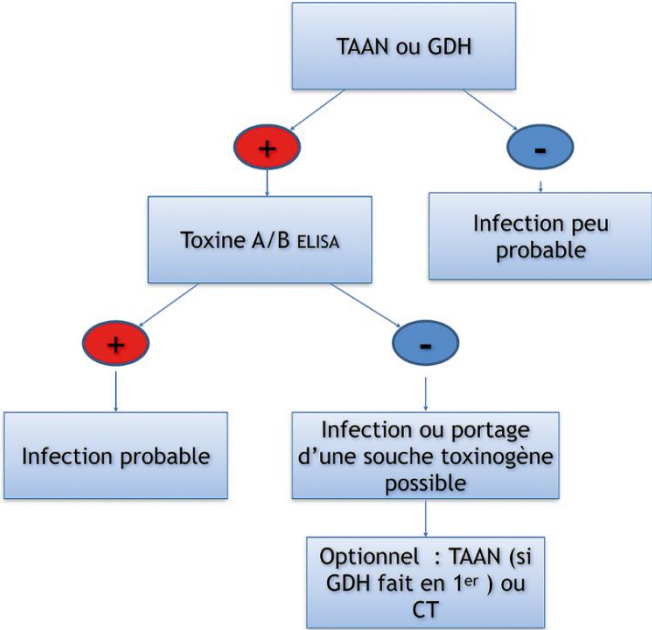 TAAN ou GDH
+
-
Toxine A/B ELISA
Infection peu
probable
+
-
Infection probable
Infection ou portage
d'une souche toxinogène
possible
Optionnel : TAAN (si
GDH fait en 1er ) ou
CT